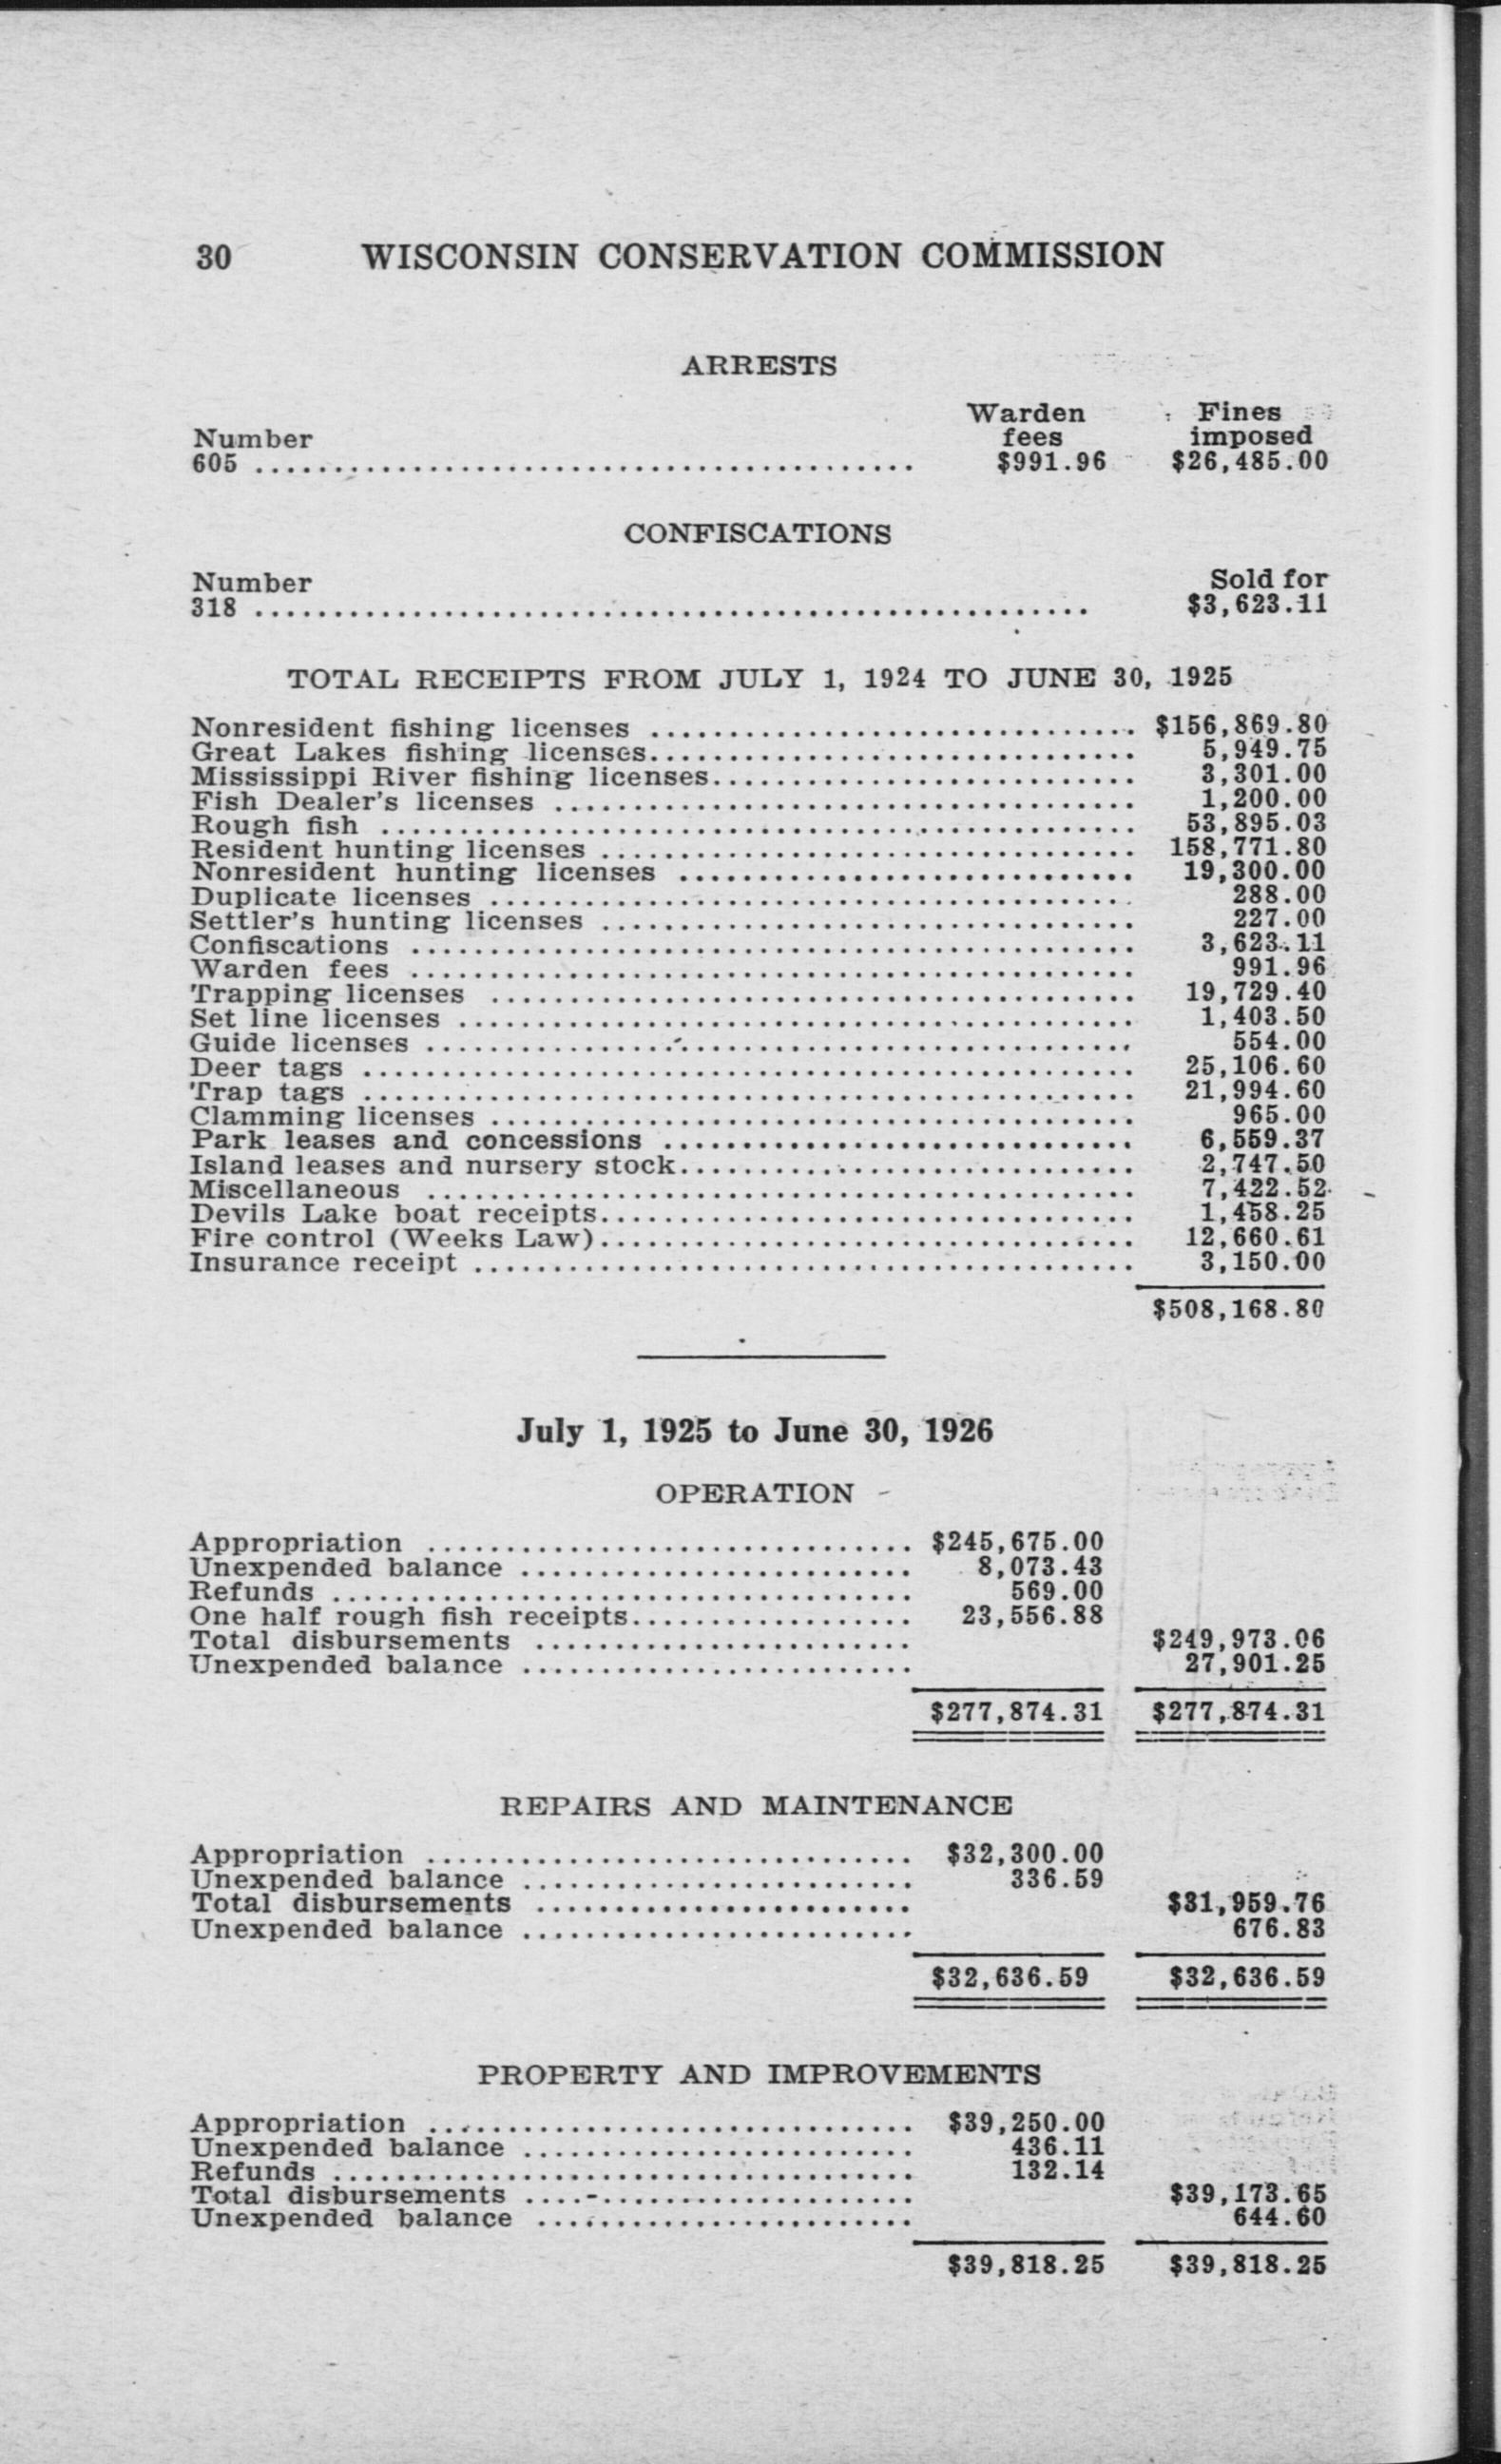 30 WISCONSIN CONSERVATION COMMISSION
ARRESTS
Warden Fines
Number fees imposed
605 ........................................ $991.96 $26,485.00
CONFISCATIONS
Number Sold for
318 .................................................... $3,623.11
TOTAL RECEIPTS FROM JULY 1, 1924 TO JUNE 30, 1925
Nonresident fishing licenses ............................... $156,869.80
Great Lakes fishing licenses............................... 5,949.75
Mississippi River fishing licenses........................... 3,301.00
Fish Dealer's licenses ..................................... 1,200.00
Rough fish ................................................ 53,895.03
Resident hunting licenses .................................. 158,771.80
Nonresident hunting licenses ............................. 19,300.00
Duplicate licenses ......................................... 288.00
Settler's hunting licenses .................................. 227.00
Confiscations .............................................. 3,623.11
Warden fees .............................................. 991.96
Trapping licenses ......................................... 19,729.40
Set line licenses ........................................... 1,403.50
Guide licenses ............................................. 554.00
Deer tags ................................................. 25,106.60
Trap tags ................................................. 21,994.60
Clamming licenses ......................................... 965.00
Park leases and concessions .............................. 6,559.37
Island leases and nursery stock............................. 2,747.50
Miscellaneous ............................................. 7,422.52
Devils Lake boat receipts.................................. 1,458.25
Fire control (Weeks Law).................................. 12,660.61
Insurance receipt .......................................... 3,150.00
$508,168.80
July 1, 1925 to June 30, 1926
OPERATION
Appropriation ............................... $245,675.00
Unexpended balance ......................... 8,073.43
Refunds ..................................... 569.00
One half rough fish receipts.................. 23,556.88
Total disbursements ........................ $249,973.06
Unexpended balance ......................... 27,901.25
$277,874.31 $277,874.31
REPAIRS AND MAINTENANCE
Appropriation ............................... $32,300.00
Unexpended balance ......................... 336.59
Total disbursements ........................ $31,959.76
Unexpended balance ......................... 676.83
$32,636.59 $32,636.59
PROPERTY AND IMPROVEMENTS
Appropriation ............................... $39,250.00
Unexpended balance ......................... 436.11
Refunds ..................................... 132.14
Total disbursements ......................... $39,173.65
Unexpended balance ........................ 644.60
$39,818.25 $39,818.25